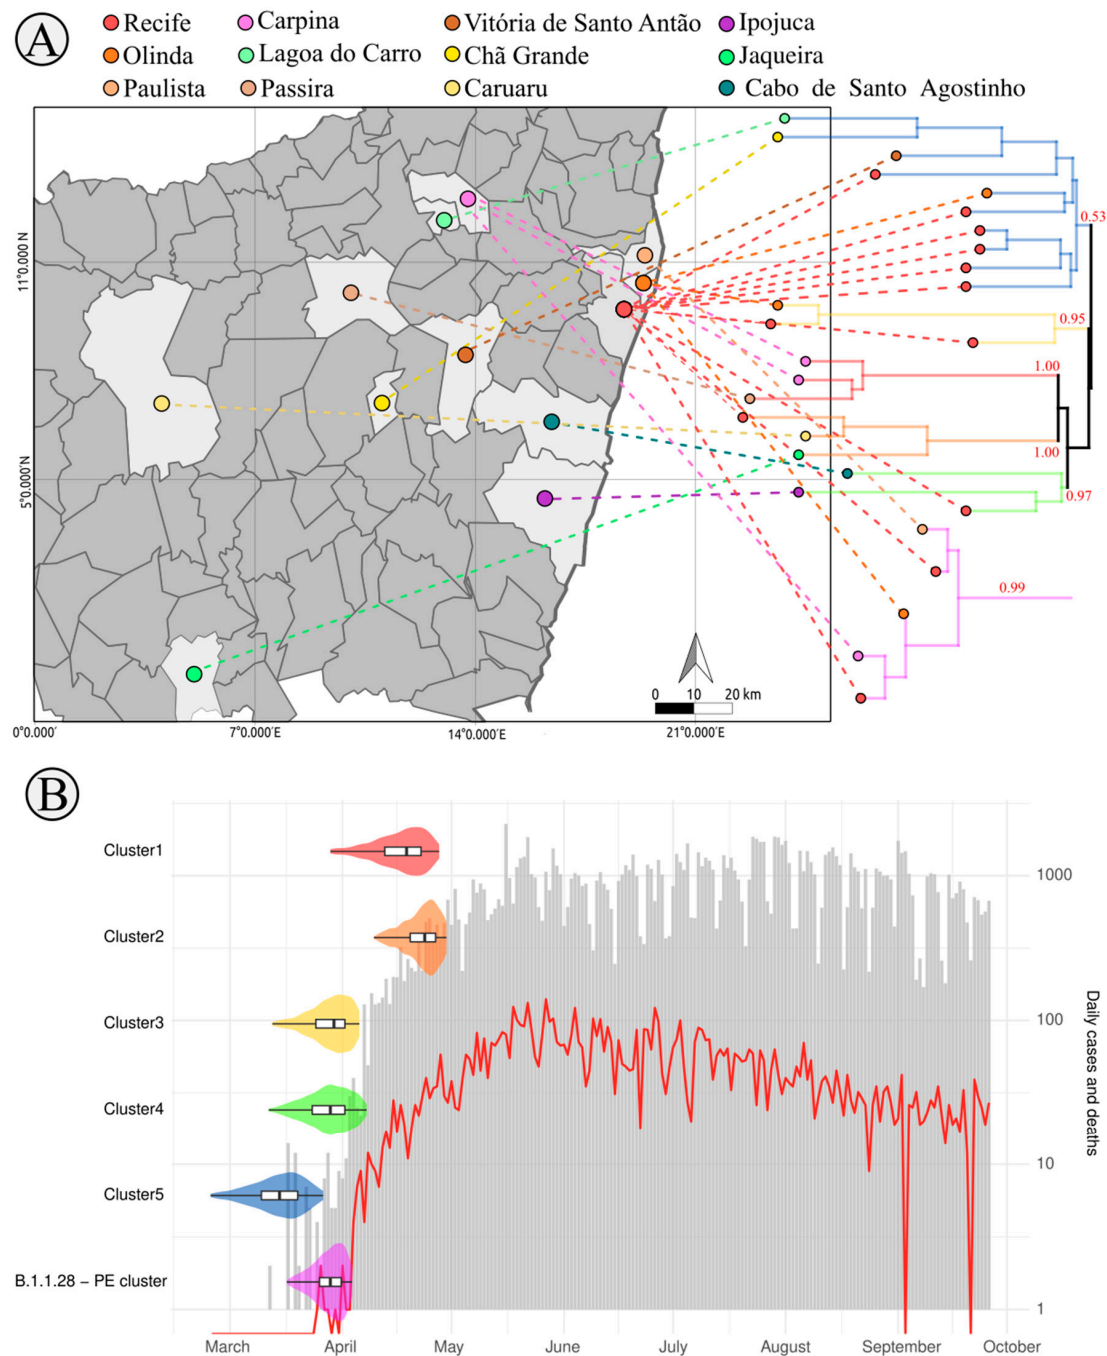 A
Recife Carpina Vitória de Santo Antão Ipojuca
Olinda Lagoa do Carro Chã Grande Jaqueira
Paulista Passira Caruaru Cabo de Santo Agostinho
11°0.000 N
5°0.00'N
0°0.000' 7°0.000'E 14°0.000'E 21°0.000'E
0 10 20 km
0.53
0.95
1.00
1.00
0.97
0.99
B
Cluster1
Cluster2
Cluster3
Cluster4
Cluster5
B.1.1.28 – PE cluster
1000
100
10
1
Daily cases and deaths
March April May June July August September October